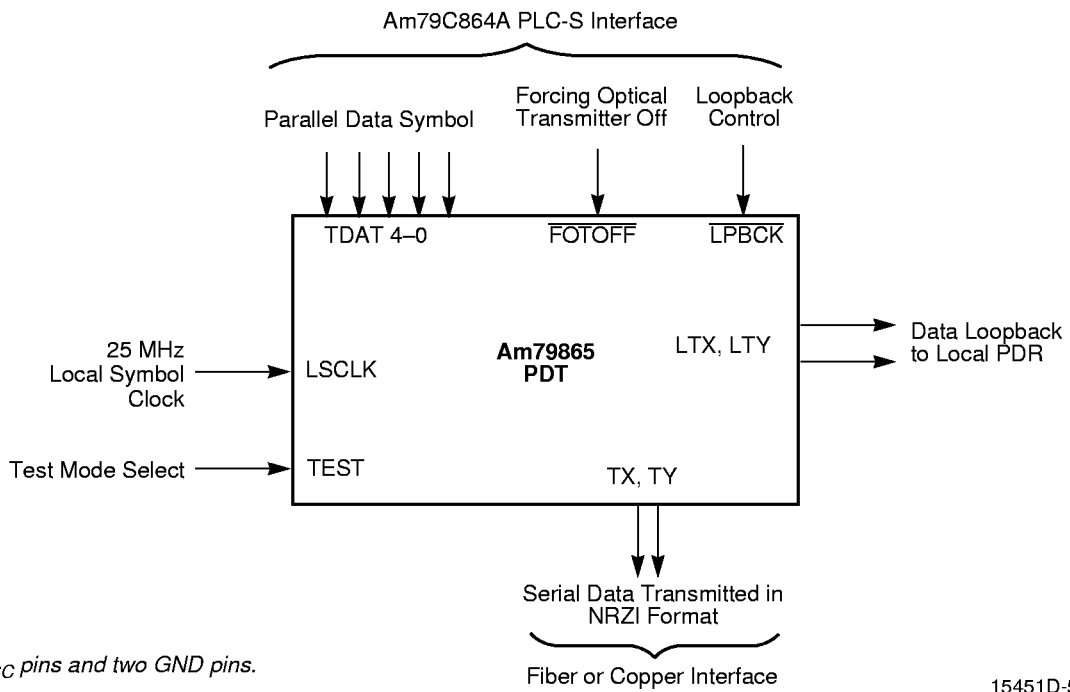 Am79C864A PLC-S Interface
Parallel Data Symbol
Forcing Optical
Transmitter Off
Loopback
Control
TDAT 4–0
FOTOFF
LPBCK
25 MHz
Local Symbol
Clock
LSCLK
Am79865
PDT
LTX, LTY
Data Loopback
to Local PDR
Test Mode Select
TEST
TX, TY
Serial Data Transmitted in
NRZI Format
Fiber or Copper Interface
CC pins and two GND pins.
15451D-5